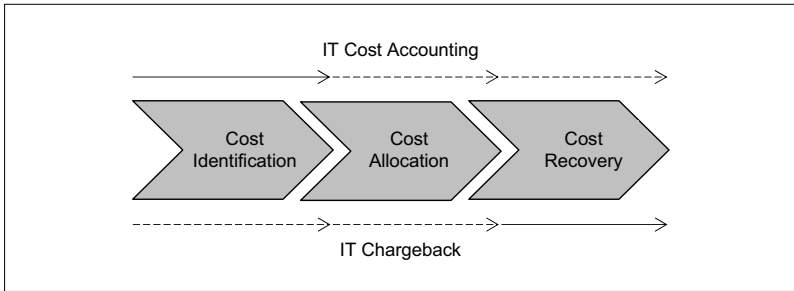 IT Cost Accounting
Cost
Identification
Cost
Allocation
Cost
Recovery
IT Chargeback